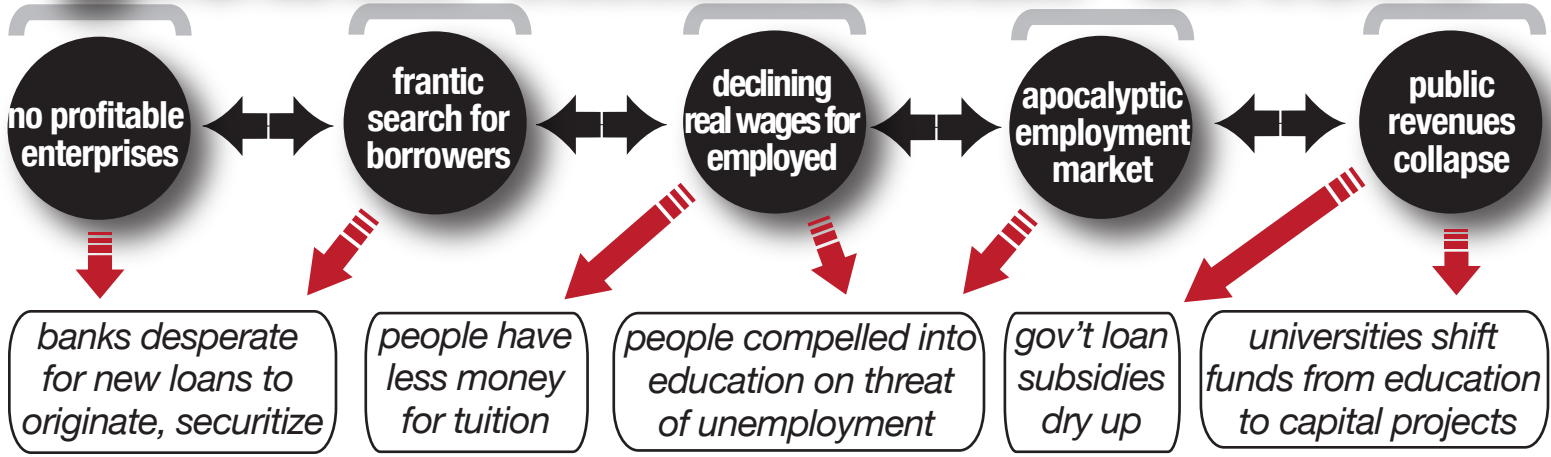 no profitable
enterprises
frantic
search for
borrowers
declining
real wages for
employed
apocalyptic
employment
market
public
revenues
collapse
banks desperate
for new loans to
originate, securitize
people have
less money
for tuition
people compelled into
education on threat
of unemployment
gov’t loan
subsidies
dry up
universities shift
funds from education
to capital projects